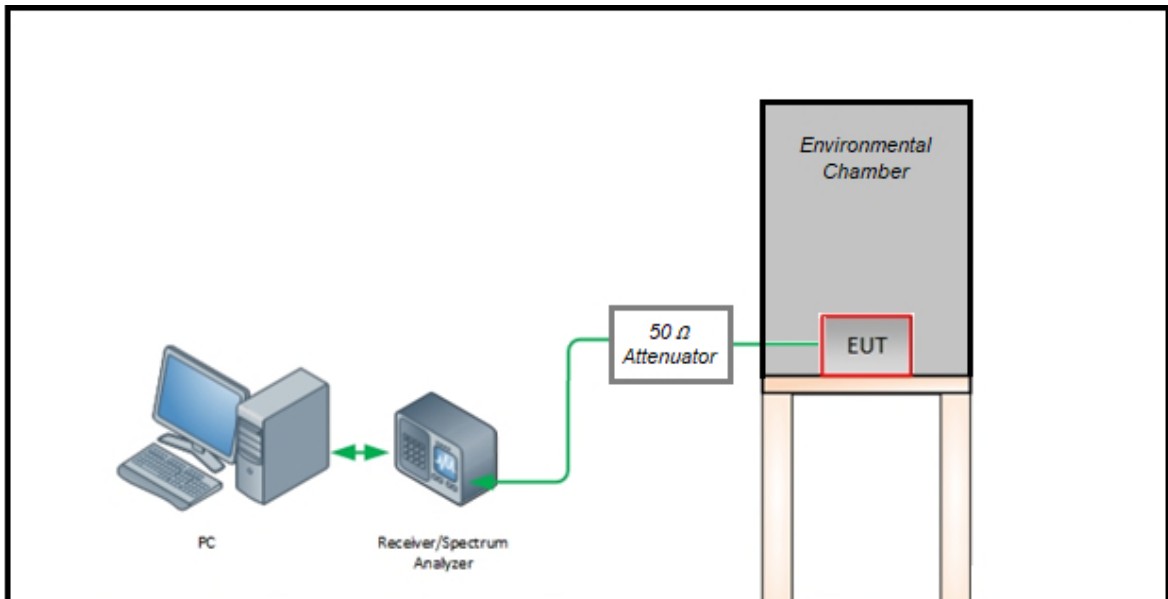 Environmental
Chamber
50 Ω
Attenuator
EUT
PC
Receiver/Spectrum
Analyzer